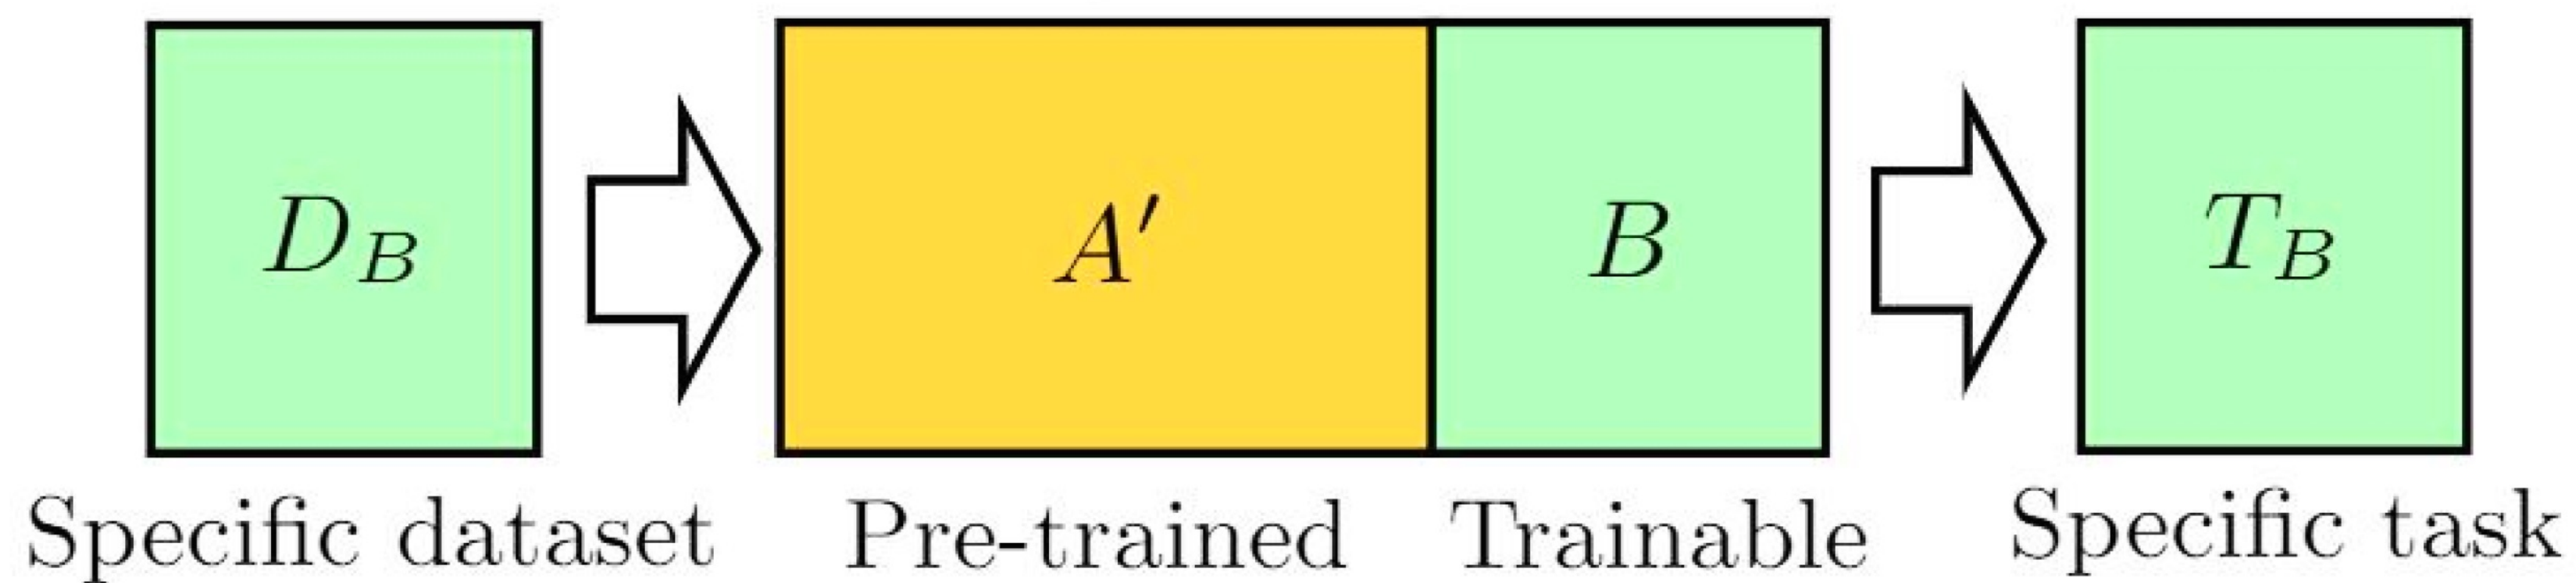 D_B A′ B T_B
Specific dataset Pre-trained Trainable Specific task